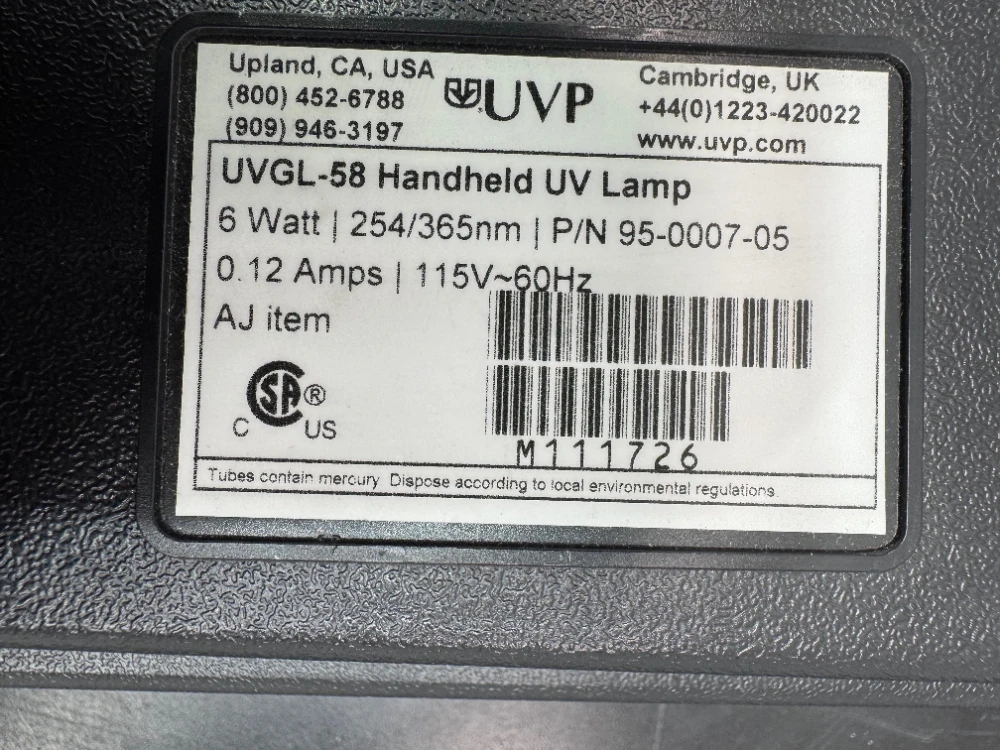 Upland, CA, USA
(800) 452-6788
(909) 946-3197
UVP
Cambridge, UK
+44(0)1223-420022
www.uvp.com
UVGL-58 Handheld UV Lamp
6 Watt | 254/365nm | P/N 95-0007-05
0.12 Amps | 115V~60Hz
AJ item
CSA®
C US
M111726
Tubes contain mercury Dispose according to local environmental regulations